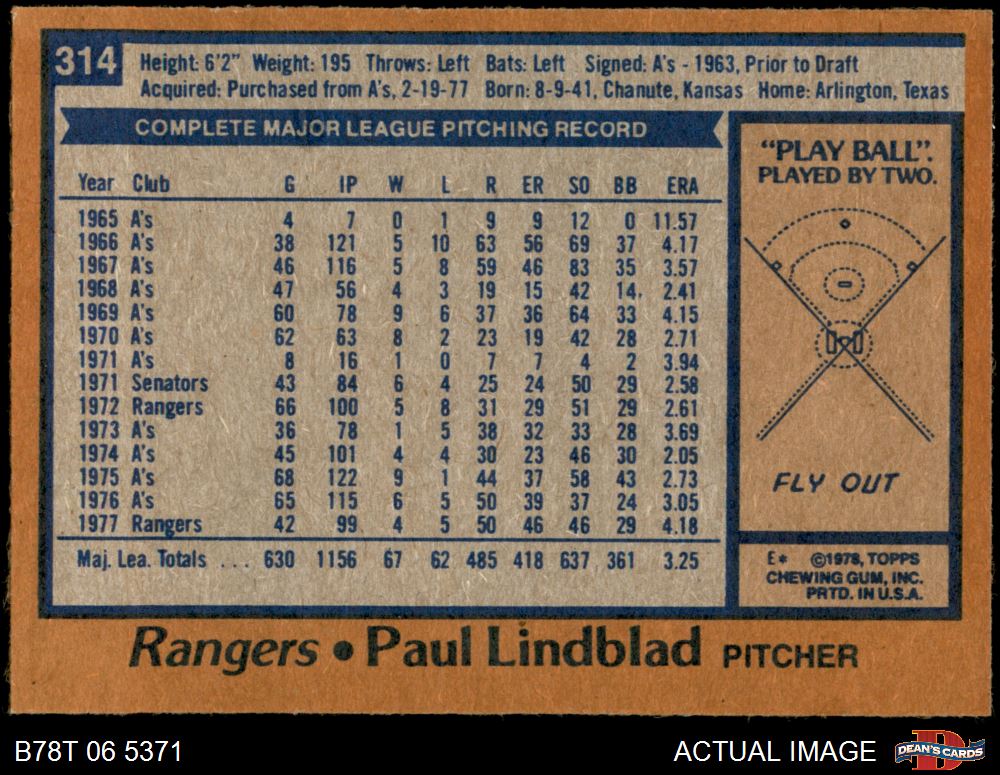 314
Height: 6'2" Weight: 195 Throws: Left Bats: Left Signed: A's - 1963, Prior to Draft
Acquired: Purchased from A's, 2-19-77 Born: 8-9-41, Chanute, Kansas Home: Arlington, Texas
COMPLETE MAJOR LEAGUE PITCHING RECORD
Year Club G IP W L R ER SO BB ERA
1965 A's 4 7 0 1 9 9 12 0 11.57
1966 A's 38 121 5 10 63 56 69 37 4.17
1967 A's 46 116 5 8 59 46 83 35 3.57
1968 A's 47 56 4 3 19 15 42 14 2.41
1969 A's 60 78 9 6 37 36 64 33 4.15
1970 A's 62 63 8 2 23 19 42 28 2.71
1971 A's 8 16 1 0 7 7 4 2 3.94
1971 Senators 43 84 6 4 25 24 50 29 2.58
1972 Rangers 66 100 5 8 31 29 51 29 2.61
1973 A's 36 78 1 5 38 32 33 28 3.69
1974 A's 45 101 4 4 30 23 46 30 2.05
1975 A's 68 122 9 1 44 37 58 43 2.73
1976 A's 65 115 6 5 50 39 37 24 3.05
1977 Rangers 42 99 4 5 50 46 46 29 4.18
Maj. Lea. Totals ... 630 1156 67 62 485 418 637 361 3.25
"PLAY BALL".
PLAYED BY TWO.
FLY OUT
E* ©1978, TOPPS
CHEWING GUM, INC.
PRTD. IN U.S.A.
Rangers • Paul Lindblad PITCHER
B78T 06 5371
ACTUAL IMAGE
DEAN'S CARDS